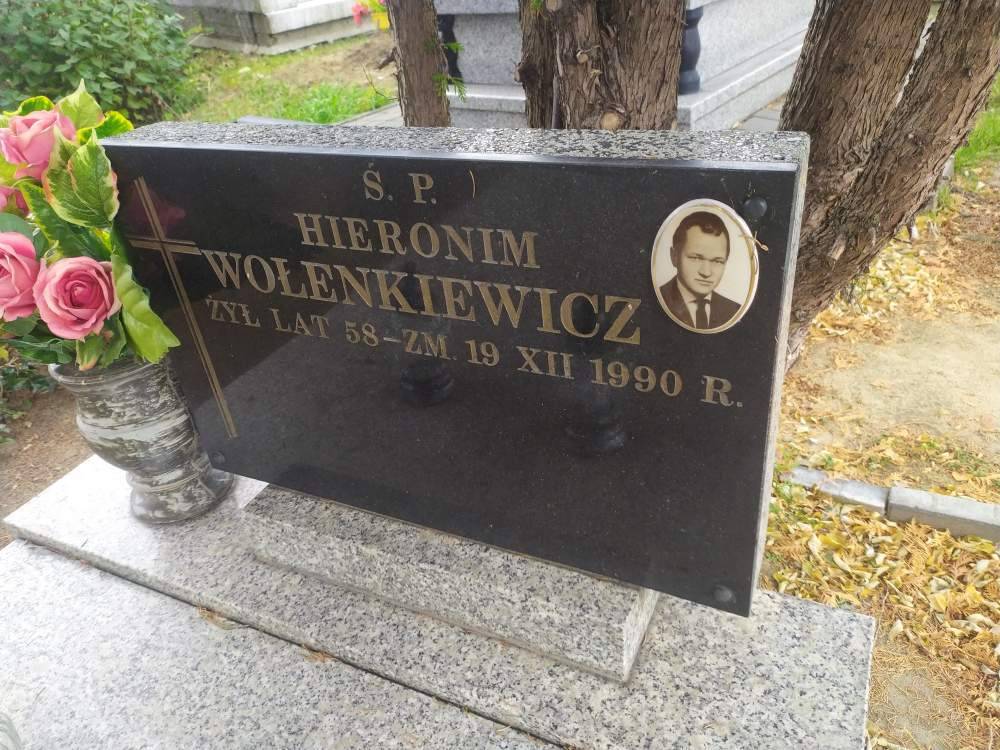 Ś. P.
HIERONIM
WOŁENKIEWICZ
ŻYŁ LAT 58-ZM. 19 XII 1990 R.